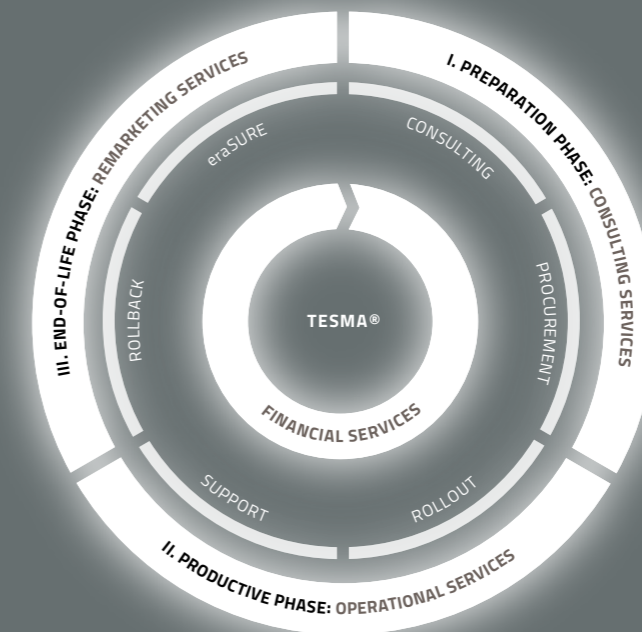 I. PREPARATION PHASE: CONSULTING SERVICES
II. PRODUCTIVE PHASE: OPERATIONAL SERVICES
III. END-OF-LIFE PHASE: REMARKETING SERVICES
CONSULTING
PROCUREMENT
ROLLOUT
SUPPORT
ROLLBACK
eraSURE
TESMA®
FINANCIAL SERVICES